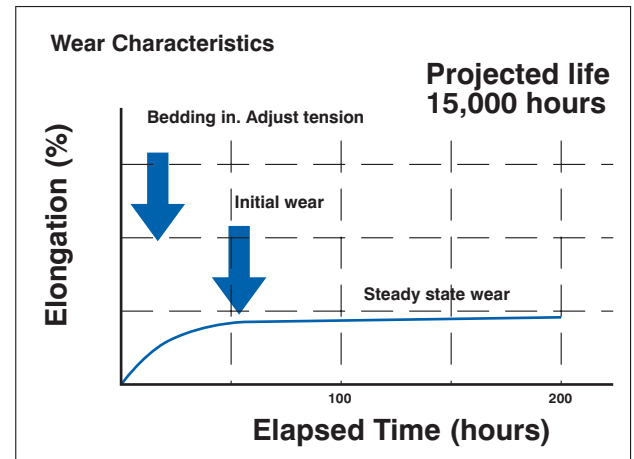 Wear Characteristics
Projected life
15,000 hours
Bedding in. Adjust tension
Initial wear
Steady state wear
Elongation (%)
100
200
Elapsed Time (hours)